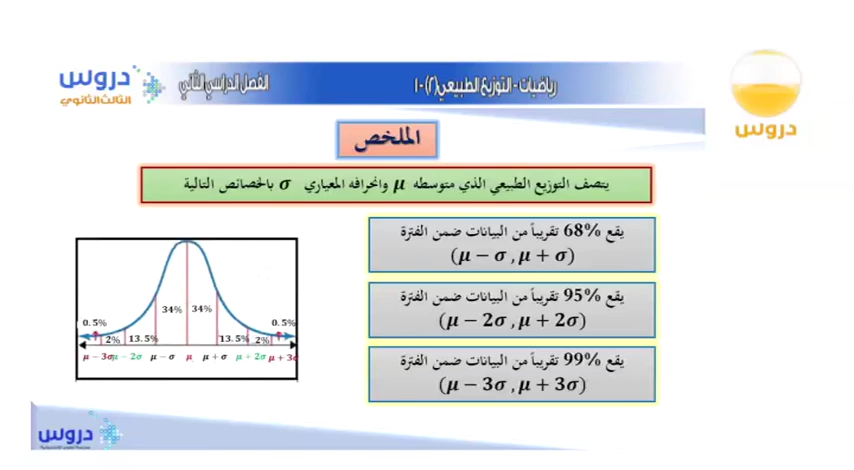 دروس
الثالث الثانوي
الفصل الدراسي الثاني
رياضيات - التوزيع الطبيعي(٢) - ١
دروس
الملخص
يتصف التوزيع الطبيعي الذي متوسطه μ وانحرافه المعياري σ بالخصائص التالية
يقع 68% تقريباً من البيانات ضمن الفترة
(μ − σ , μ + σ)
يقع 95% تقريباً من البيانات ضمن الفترة
(μ − 2σ , μ + 2σ)
يقع 99% تقريباً من البيانات ضمن الفترة
(μ − 3σ , μ + 3σ)
34% 34%
0.5% 0.5%
2% 13.5% 13.5% 2%
μ − 3σ μ − 2σ μ − σ μ μ + σ μ + 2σ μ + 3σ
دروس